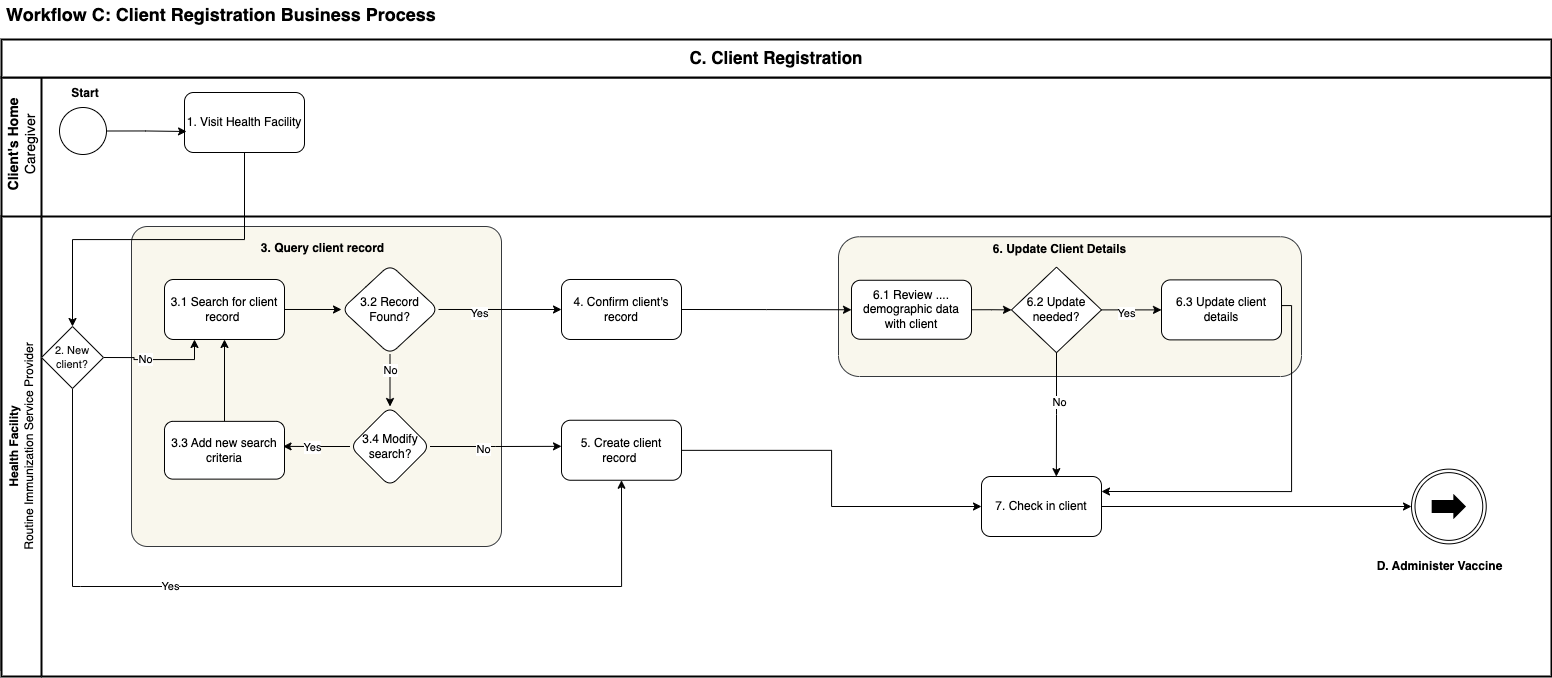 Workflow C: Client Registration Business Process
C. Client Registration
Client's Home
Caregiver
Start
1. Visit Health Facility
Health Facility
Routine Immunization Service Provider
2. New
client?
No
Yes
3. Query client record
3.1 Search for client
record
3.2 Record
Found?
Yes
No
3.3 Add new search
criteria
Yes
3.4 Modify
search?
No
4. Confirm client's
record
5. Create client
record
6. Update Client Details
6.1 Review ....
demographic data
with client
6.2 Update
needed?
Yes
No
6.3 Update client
details
7. Check in client
D. Administer Vaccine